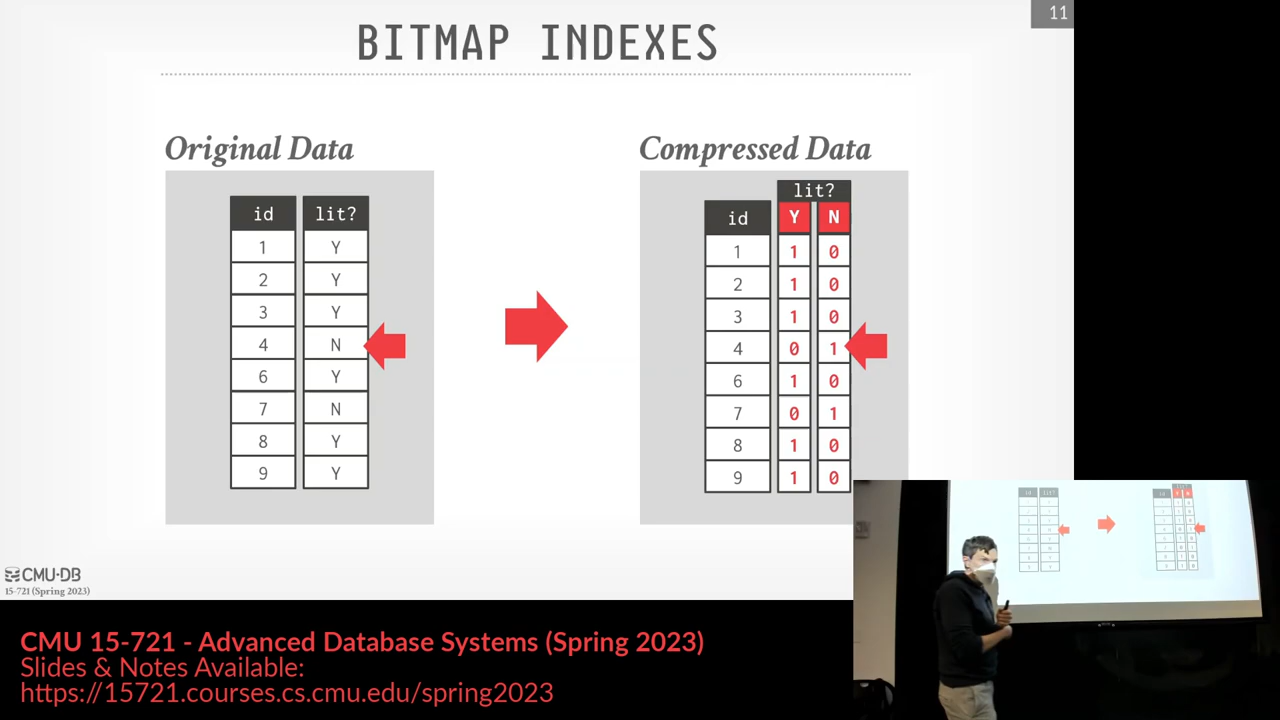 11
BITMAP INDEXES
Original Data
id lit?
1 Y
2 Y
3 Y
4 N
6 Y
7 N
8 Y
9 Y
Compressed Data
lit?
id Y N
1 1 0
2 1 0
3 1 0
4 0 1
6 1 0
7 0 1
8 1 0
9 1 0
CMU·DB
15-721 (Spring 2023)
CMU 15-721 - Advanced Database Systems (Spring 2023)
Slides & Notes Available:
https://15721.courses.cs.cmu.edu/spring2023